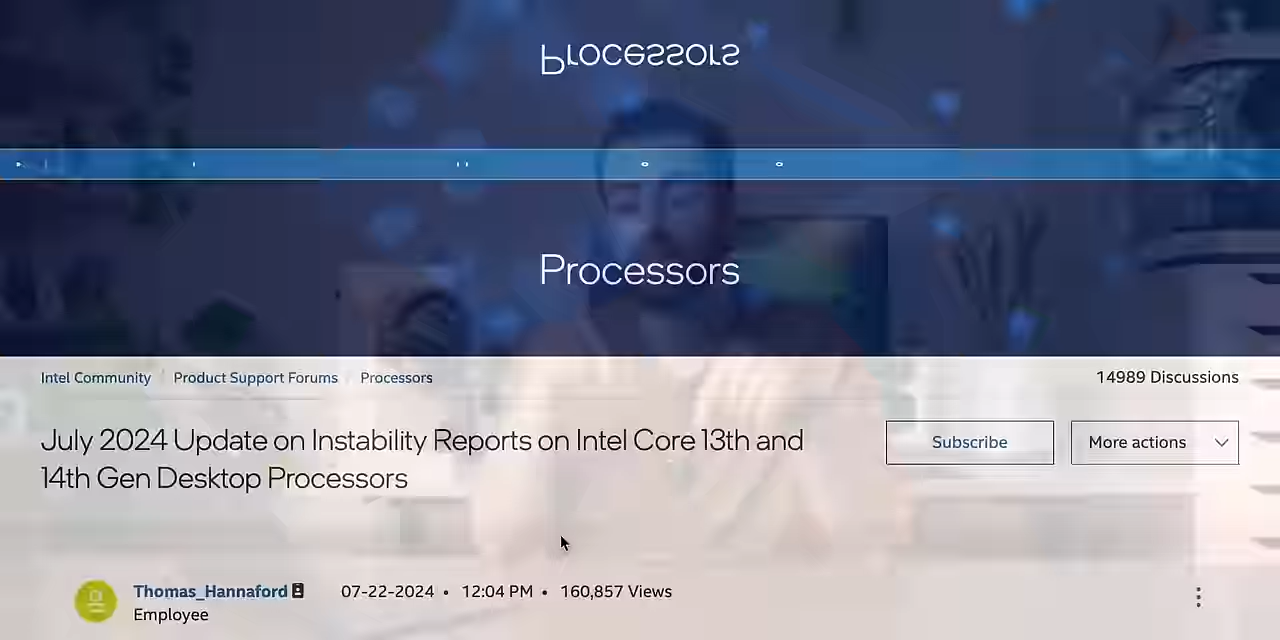 Processors
Processors
Intel Community Product Support Forums Processors 14989 Discussions
July 2024 Update on Instability Reports on Intel Core 13th and
14th Gen Desktop Processors
Subscribe More actions
Thomas_Hannaford 07-22-2024 • 12:04 PM • 160,857 Views
Employee